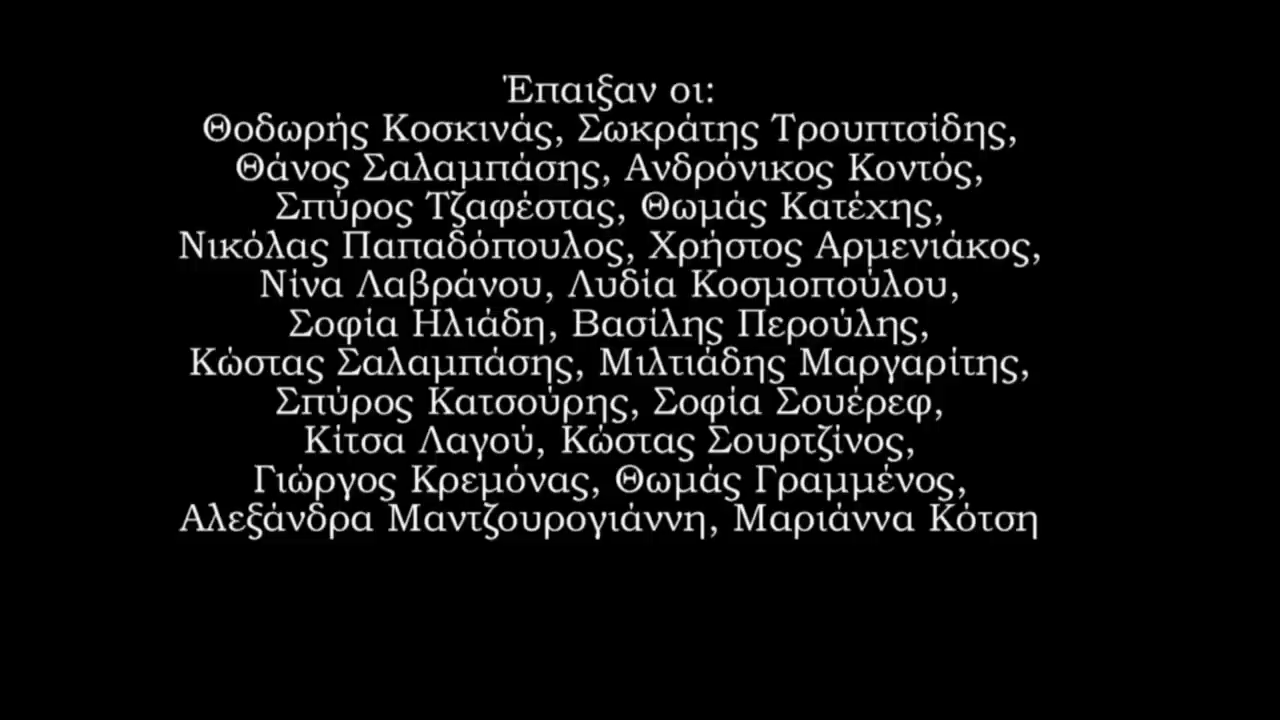 Έπαιξαν οι:
Θοδωρής Κοσκινάς, Σωκράτης Τρουπτσίδης,
Θάνος Σαλαμπάσης, Ανδρόνικος Κοντός,
Σπύρος Τζαφέστας, Θωμάς Κατέχης,
Νικόλας Παπαδόπουλος, Χρήστος Αρμενιάκος,
Νίνα Λαβράνου, Λυδία Κοσμοπούλου,
Σοφία Ηλιάδη, Βασίλης Περούλης,
Κώστας Σαλαμπάσης, Μιλτιάδης Μαργαρίτης,
Σπύρος Κατσούρης, Σοφία Σουέρεφ,
Κίτσα Λαγού, Κώστας Σουρτζίνος,
Γιώργος Κρεμόνας, Θωμάς Γραμμένος,
Αλεξάνδρα Μαντζουρογιάννη, Μαριάννα Κότση